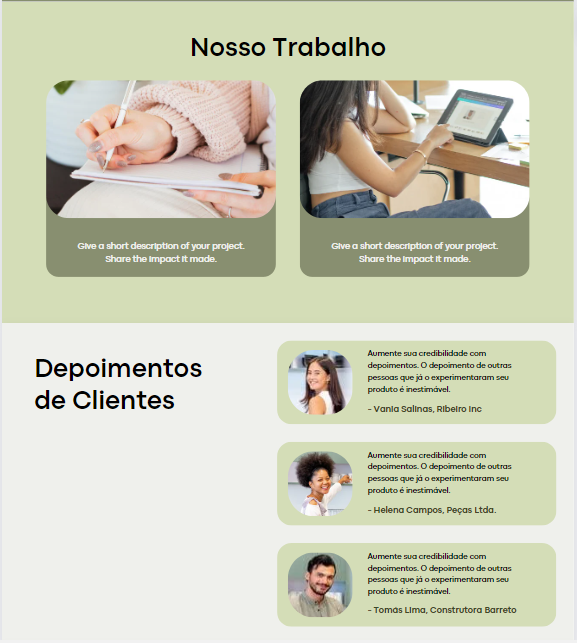 Nosso Trabalho
Give a short description of your project.
Share the impact it made.
Give a short description of your project.
Share the impact it made.
Depoimentos
de Clientes
Aumente sua credibilidade com
depoimentos. O depoimento de outras
pessoas que já o experimentaram seu
produto é inestimável.
- Vania Salinas, Ribeiro Inc
Aumente sua credibilidade com
depoimentos. O depoimento de outras
pessoas que já o experimentaram seu
produto é inestimável.
- Helena Campos, Peças Ltda.
Aumente sua credibilidade com
depoimentos. O depoimento de outras
pessoas que já o experimentaram seu
produto é inestimável.
- Tomás Lima, Construtora Barreto